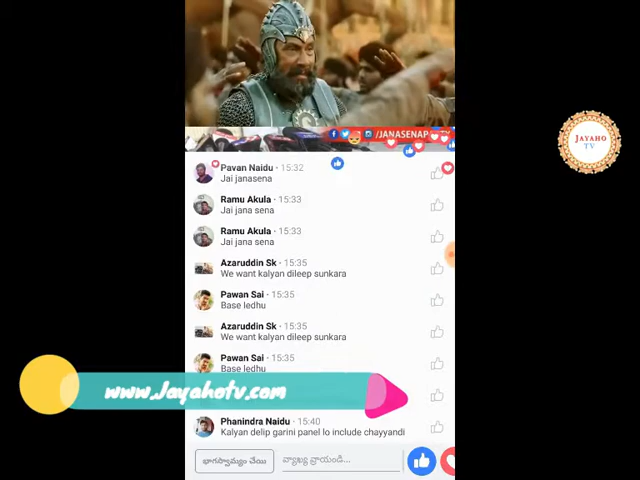 /JANASENAP
JAYAHO
TV
Pavan Naidu · 15:32
Jai janasena
Ramu Akula · 15:33
Jai jana sena
Ramu Akula · 15:33
Jai jana sena
Azaruddin Sk · 15:35
We want kalyan dileep sunkara
Pawan Sai · 15:35
Base ledhu
Azaruddin Sk · 15:35
We want kalyan dileep sunkara
Pawan Sai · 15:35
Base ledhu
www.Jayahotv.com
Phanindra Naidu · 15:40
Kalyan delip garini panel lo include chayyandi
భాగస్వామ్యం చేయి
వ్యాఖ్య వ్రాయండి...